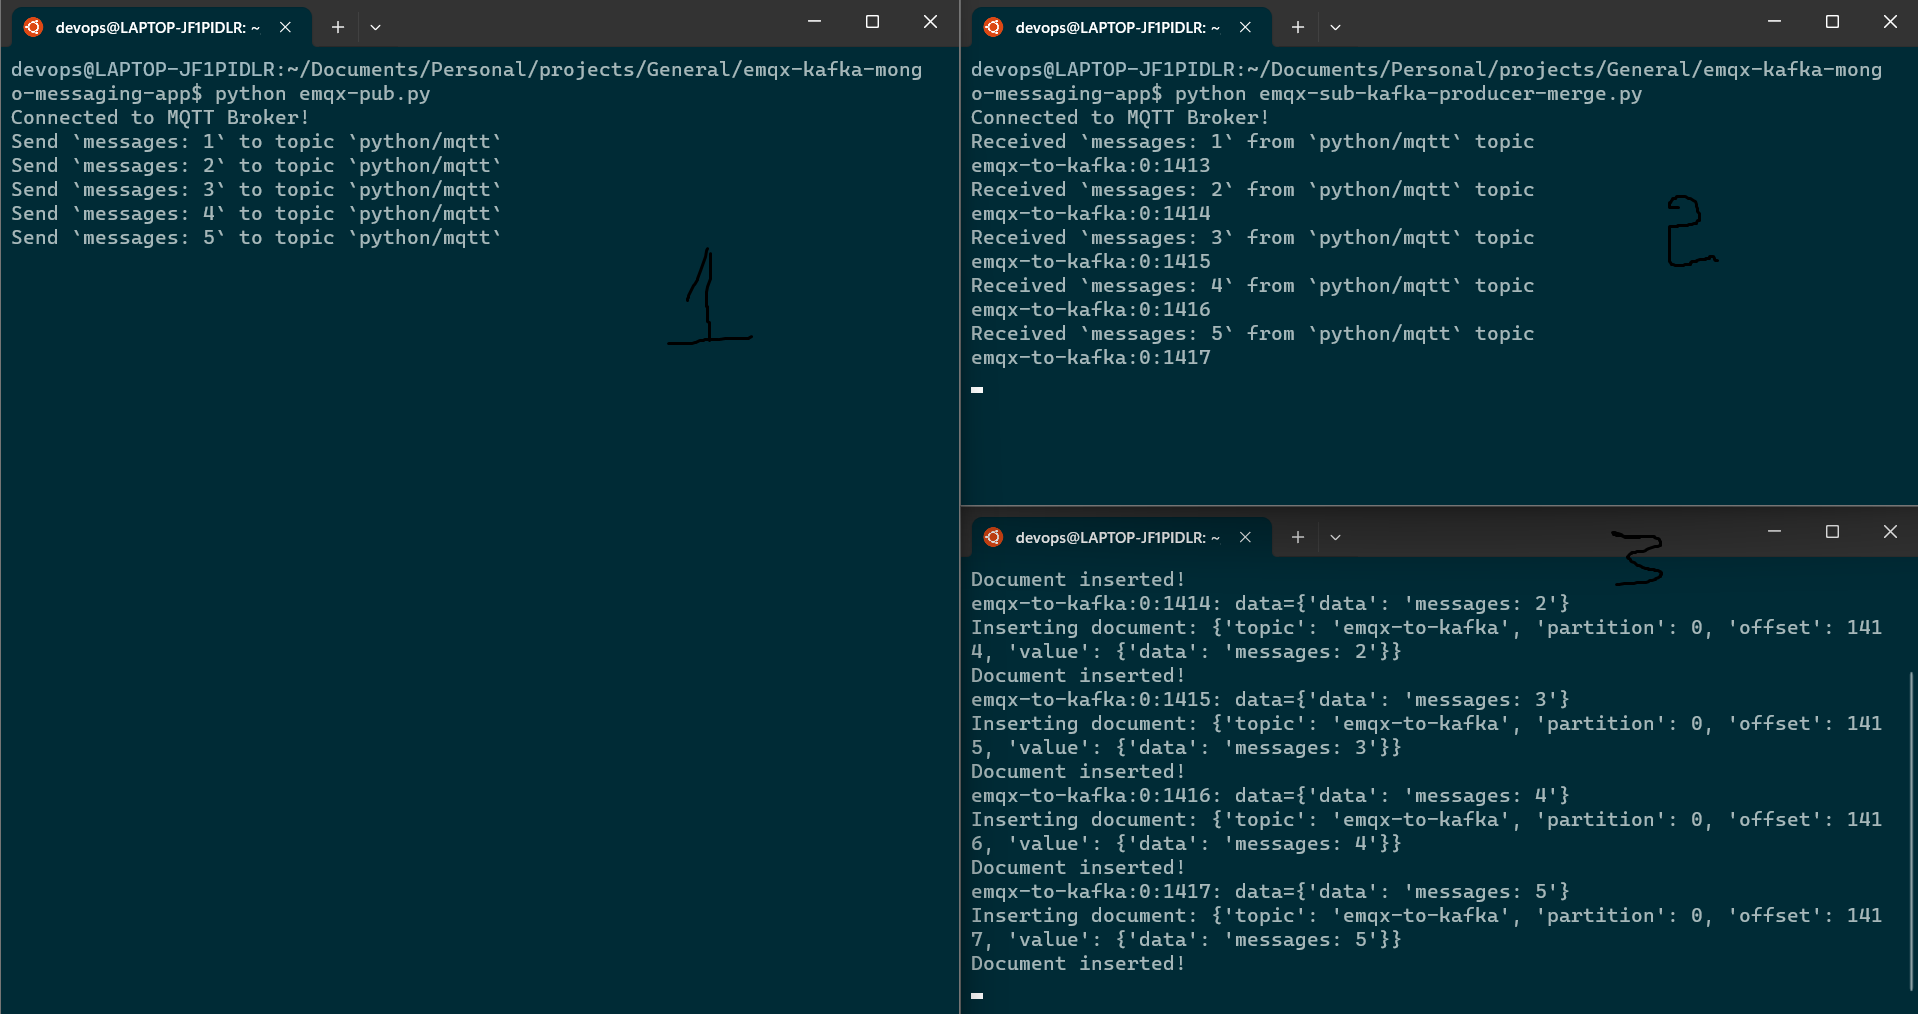 devops@LAPTOP-JF1PIDLR: ~
devops@LAPTOP-JF1PIDLR:~/Documents/Personal/projects/General/emqx-kafka-mong
o-messaging-app$ python emqx-pub.py
Connected to MQTT Broker!
Send `messages: 1` to topic `python/mqtt`
Send `messages: 2` to topic `python/mqtt`
Send `messages: 3` to topic `python/mqtt`
Send `messages: 4` to topic `python/mqtt`
Send `messages: 5` to topic `python/mqtt`
1
devops@LAPTOP-JF1PIDLR: ~
devops@LAPTOP-JF1PIDLR:~/Documents/Personal/projects/General/emqx-kafka-mong
o-messaging-app$ python emqx-sub-kafka-producer-merge.py
Connected to MQTT Broker!
Received `messages: 1` from `python/mqtt` topic
emqx-to-kafka:0:1413
Received `messages: 2` from `python/mqtt` topic
emqx-to-kafka:0:1414
Received `messages: 3` from `python/mqtt` topic
emqx-to-kafka:0:1415
Received `messages: 4` from `python/mqtt` topic
emqx-to-kafka:0:1416
Received `messages: 5` from `python/mqtt` topic
emqx-to-kafka:0:1417
2
devops@LAPTOP-JF1PIDLR: ~
3
Document inserted!
emqx-to-kafka:0:1414: data={'data': 'messages: 2'}
Inserting document: {'topic': 'emqx-to-kafka', 'partition': 0, 'offset': 141
4, 'value': {'data': 'messages: 2'}}
Document inserted!
emqx-to-kafka:0:1415: data={'data': 'messages: 3'}
Inserting document: {'topic': 'emqx-to-kafka', 'partition': 0, 'offset': 141
5, 'value': {'data': 'messages: 3'}}
Document inserted!
emqx-to-kafka:0:1416: data={'data': 'messages: 4'}
Inserting document: {'topic': 'emqx-to-kafka', 'partition': 0, 'offset': 141
6, 'value': {'data': 'messages: 4'}}
Document inserted!
emqx-to-kafka:0:1417: data={'data': 'messages: 5'}
Inserting document: {'topic': 'emqx-to-kafka', 'partition': 0, 'offset': 141
7, 'value': {'data': 'messages: 5'}}
Document inserted!